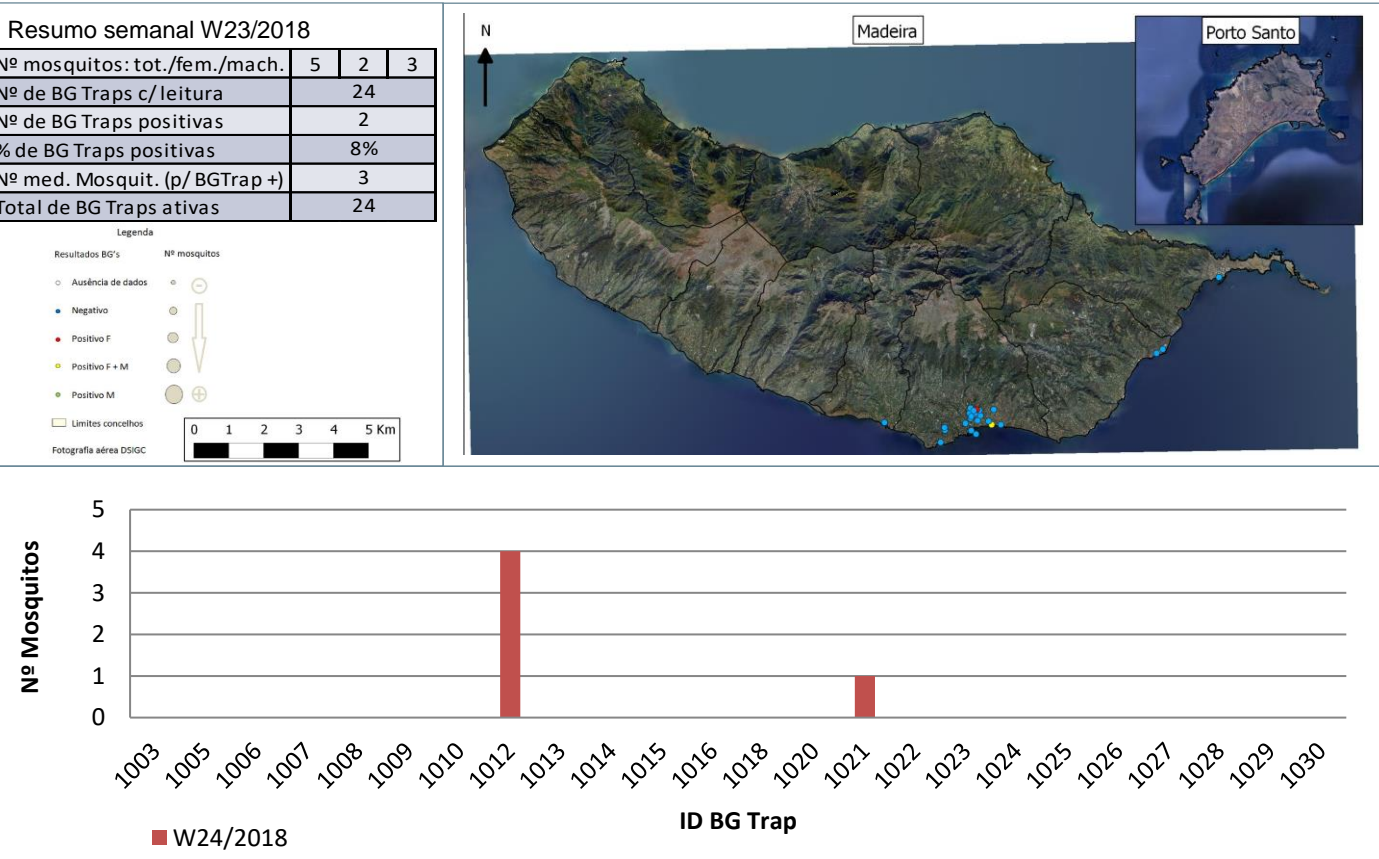 Resumo semanal W23/2018
Nº mosquitos: tot./fem./mach. 5 2 3
Nº de BG Traps c/ leitura 24
Nº de BG Traps positivas 2
% de BG Traps positivas 8%
Nº med. Mosquit. (p/ BGTrap +) 3
Total de BG Traps ativas 24
Legenda
Resultados BG's Nº mosquitos
Ausência de dados
Negativo
Positivo F
Positivo F + M
Positivo M
Limites concelhos
Fotografia aérea DSIGC
0 1 2 3 4 5 Km
N
Madeira
Porto Santo
Nº Mosquitos
5
4
3
2
1
0
1003 1005 1006 1007 1008 1009 1010 1012 1013 1014 1015 1016 1018 1020 1021 1022 1023 1024 1025 1026 1027 1028 1029 1030
ID BG Trap
W24/2018